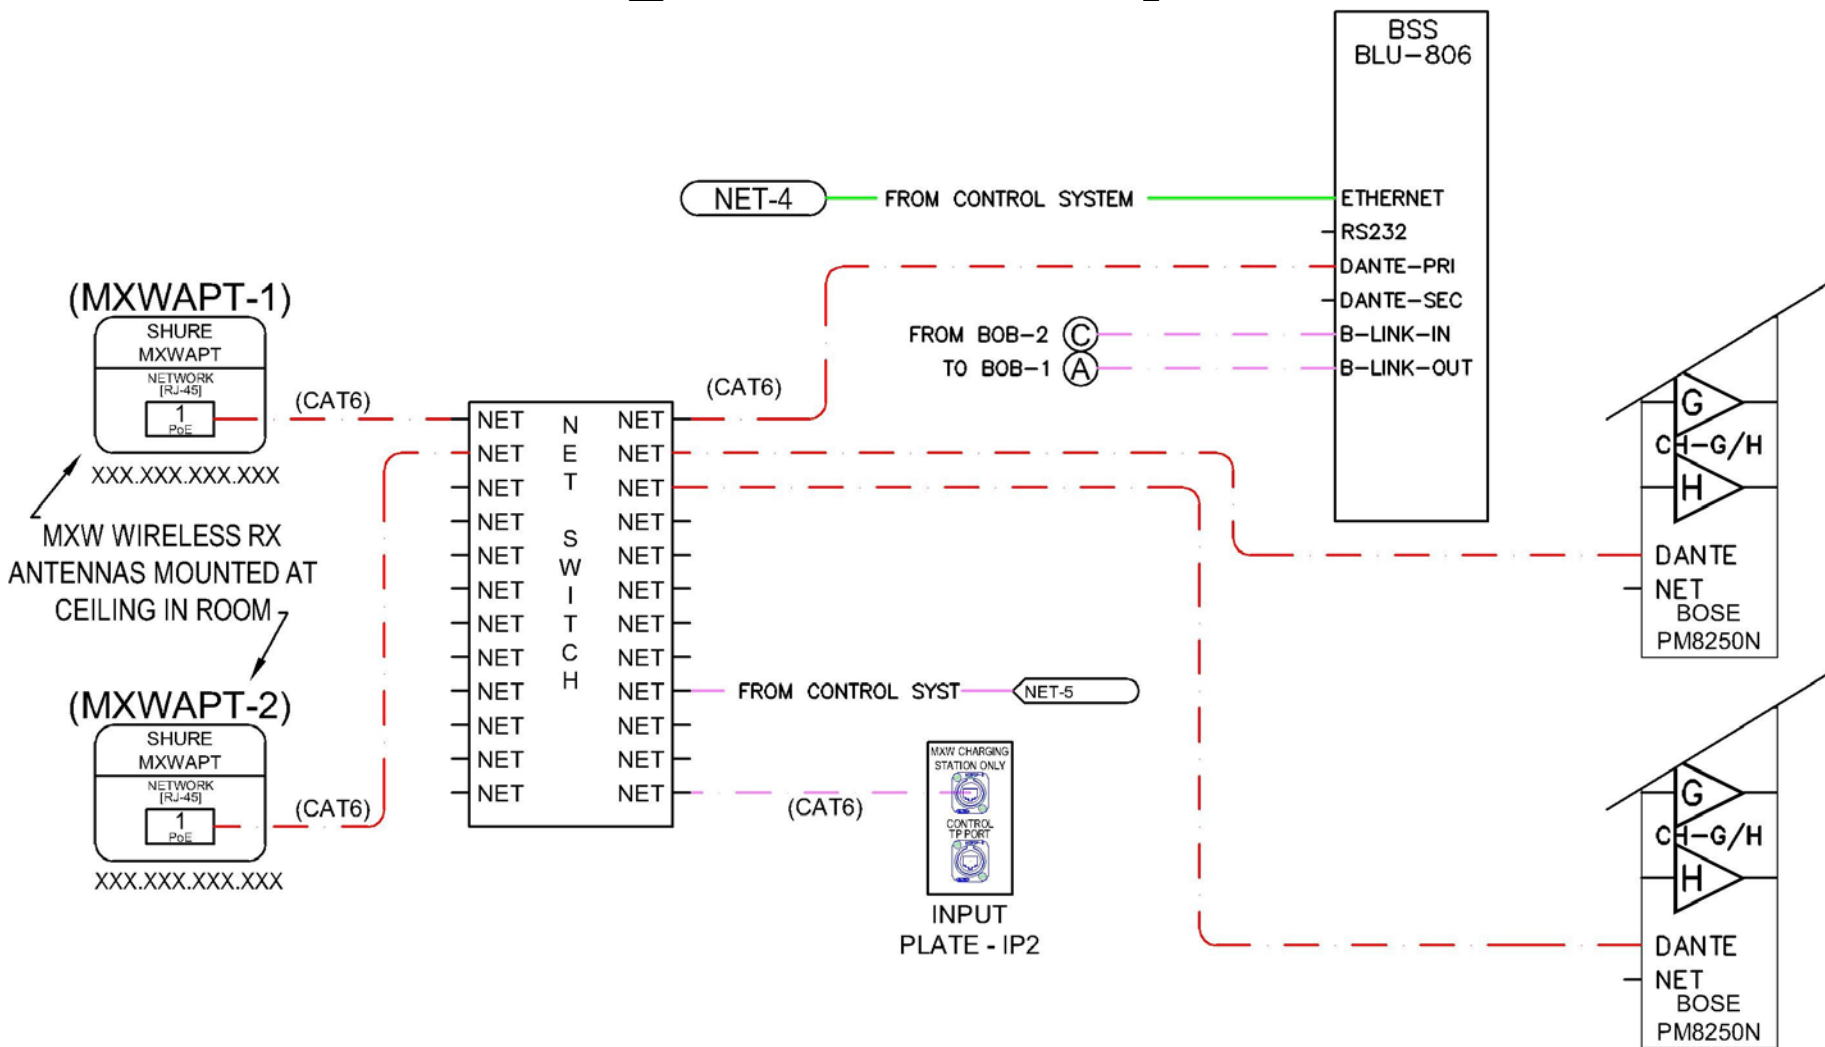 BSS
BLU-806
NET-4
FROM CONTROL SYSTEM
ETHERNET
RS232
DANTE-PRI
DANTE-SEC
FROM BOB-2 C
B-LINK-IN
TO BOB-1 A
B-LINK-OUT
(MXWAPT-1)
SHURE
MXWAPT
NETWORK
[RJ-45]
1
PoE
(CAT6)
XXX.XXX.XXX.XXX
MXW WIRELESS RX
ANTENNAS MOUNTED AT
CEILING IN ROOM
(MXWAPT-2)
SHURE
MXWAPT
NETWORK
[RJ-45]
1
PoE
(CAT6)
XXX.XXX.XXX.XXX
NET SWITCH
NET NET
NET NET
NET NET
NET NET
NET NET
NET NET
NET NET
NET NET
NET NET
NET NET
NET NET
NET NET
(CAT6)
FROM CONTROL SYST
NET-5
(CAT6)
MXW CHARGING
STATION ONLY
CONTROL
TP PORT
INPUT
PLATE - IP2
G
CH-G/H
H
DANTE
NET
BOSE
PM8250N
G
CH-G/H
H
DANTE
NET
BOSE
PM8250N